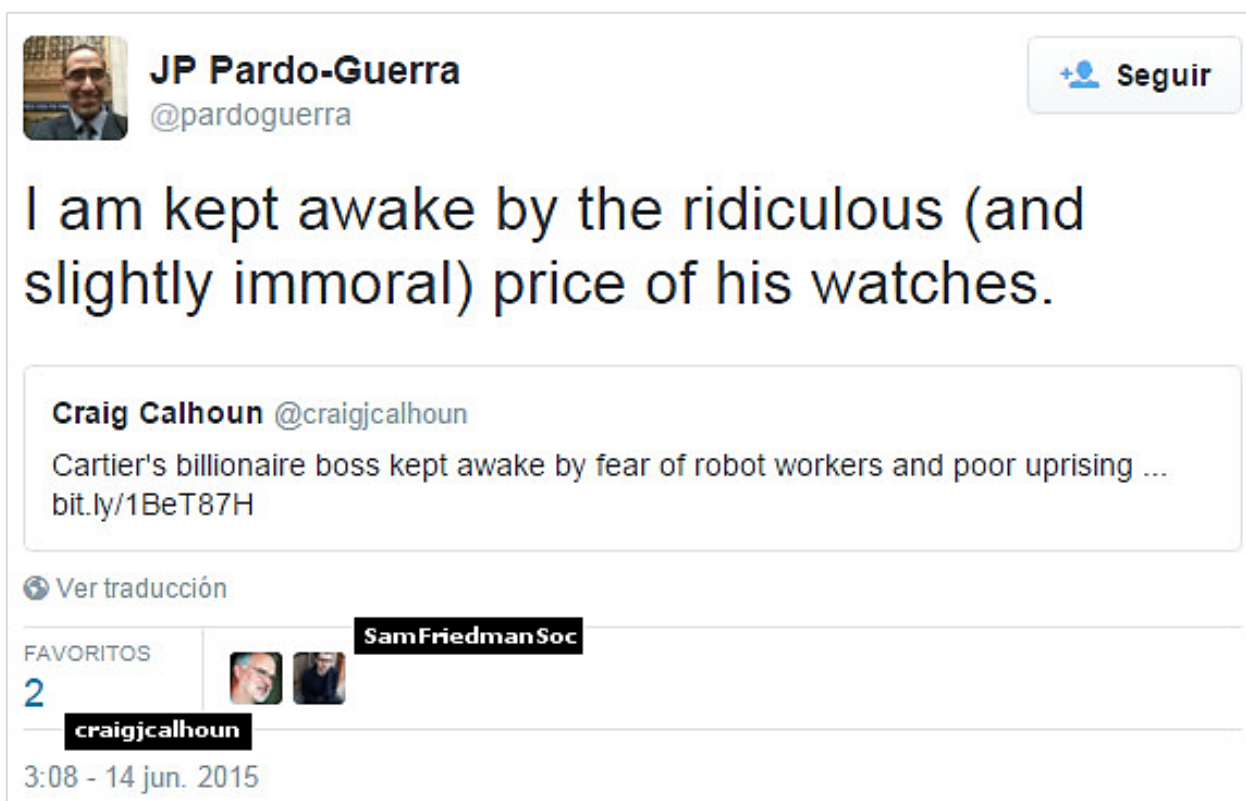 JP Pardo-Guerra
@pardoguerra
Seguir
I am kept awake by the ridiculous (and
slightly immoral) price of his watches.
Craig Calhoun @craigjcalhoun
Cartier's billionaire boss kept awake by fear of robot workers and poor uprising ...
bit.ly/1BeT87H
Ver traducción
SamFriedmanSoc
FAVORITOS
2
craigjcalhoun
3:08 - 14 jun. 2015